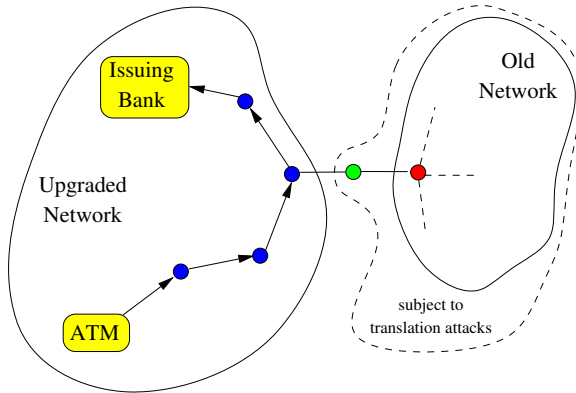 Issuing
Bank
Old
Network
Upgraded
Network
subject to
translation attacks
ATM